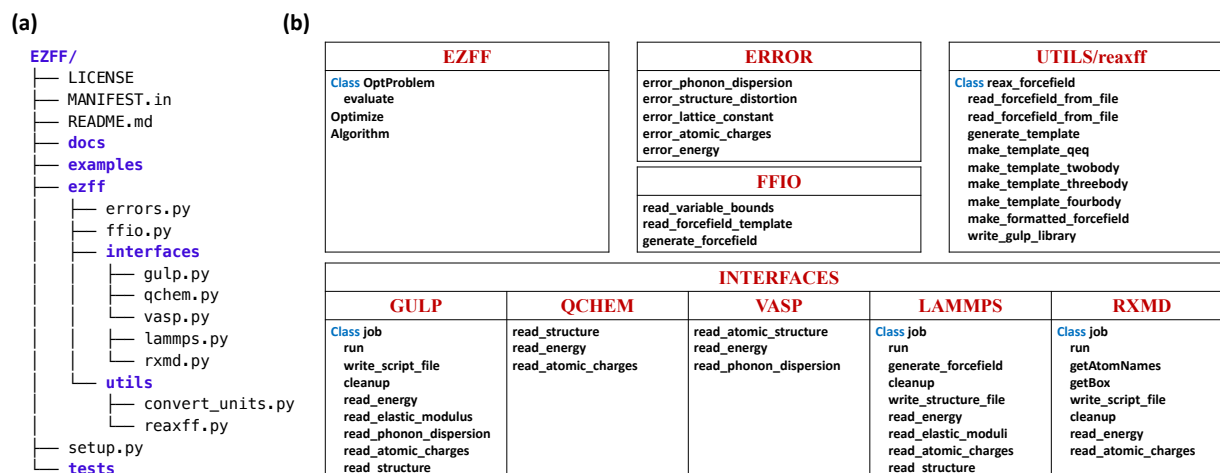 (a)
EZFF/
├── LICENSE
├── MANIFEST.in
├── README.md
├── docs
├── examples
├── ezff
│   ├── errors.py
│   ├── ffio.py
│   ├── interfaces
│   │   ├── gulp.py
│   │   ├── qchem.py
│   │   └── vasp.py
│   │   ├── lammps.py
│   │   └── rxmd.py
│   └── utils
│       ├── convert_units.py
│       └── reaxff.py
├── setup.py
└── tests
(b)
EZFF
Class OptProblem
evaluate
Optimize
Algorithm
ERROR
error_phonon_dispersion
error_structure_distortion
error_lattice_constant
error_atomic_charges
error_energy
FFIO
read_variable_bounds
read_forcefield_template
generate_forcefield
UTILS/reaxff
Class reax_forcefield
read_forcefield_from_file
read_forcefield_from_file
generate_template
make_template_qeq
make_template_twobody
make_template_threebody
make_template_fourbody
make_formatted_forcefield
write_gulp_library
INTERFACES
GULP
Class job
run
write_script_file
cleanup
read_energy
read_elastic_modulus
read_phonon_dispersion
read_atomic_charges
read_structure
QCHEM
read_structure
read_energy
read_atomic_charges
VASP
read_atomic_structure
read_energy
read_phonon_dispersion
LAMMPS
Class job
run
generate_forcefield
cleanup
write_structure_file
read_energy
read_elastic_moduli
read_atomic_charges
read_structure
RXMD
Class job
run
getAtomNames
getBox
write_script_file
cleanup
read_energy
read_atomic_charges